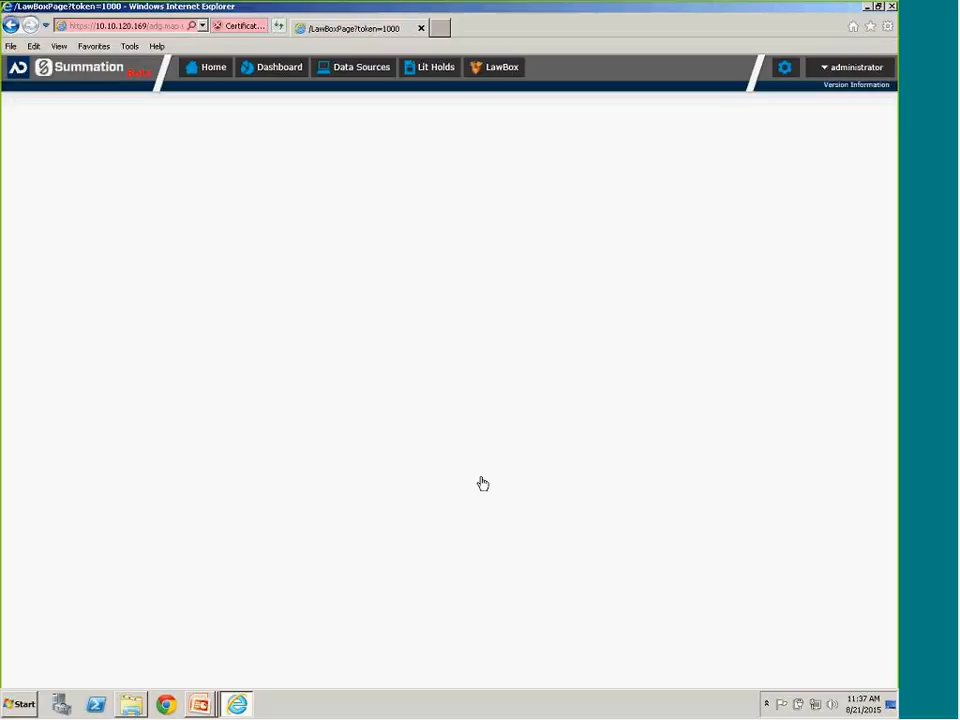 /LawBoxPage?token=1000 - Windows Internet Explorer
https://10.10.120.169/adg-map Certificat... /LawBoxPage?token=1000
File Edit View Favorites Tools Help
AD Summation Beta Home Dashboard Data Sources Lit Holds LawBox administrator
Version Information
Start 11:37 AM
8/21/2015